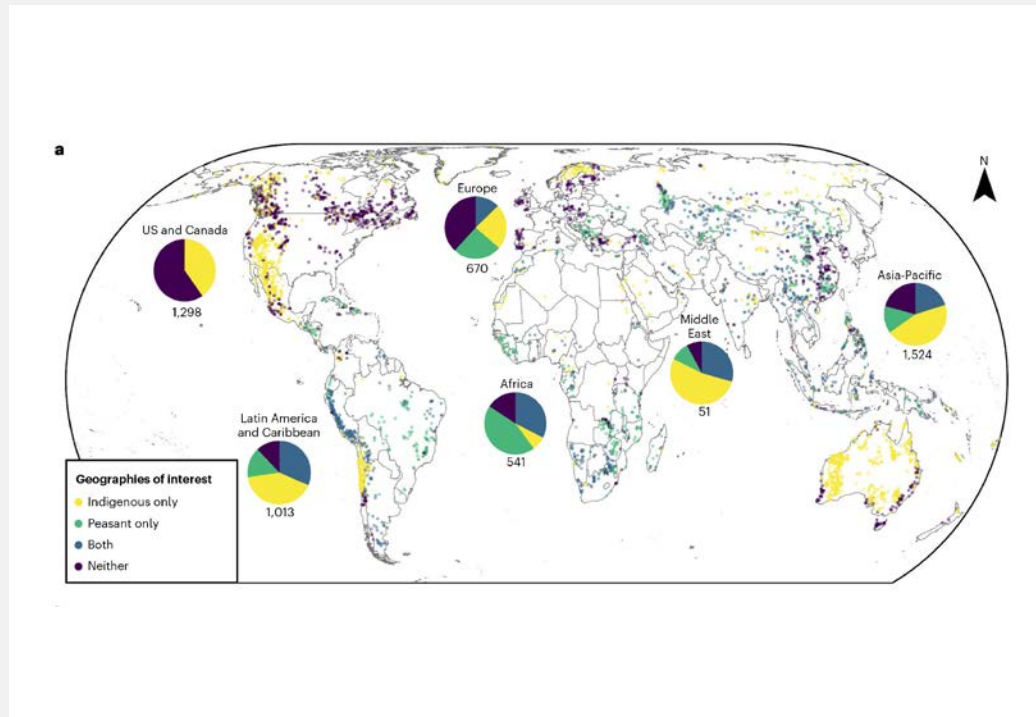 a
N
Europe
670
US and Canada
1,298
Asia-Pacific
1,524
Middle
East
51
Africa
541
Latin America
and Caribbean
1,013
Geographies of interest
Indigenous only
Peasant only
Both
Neither